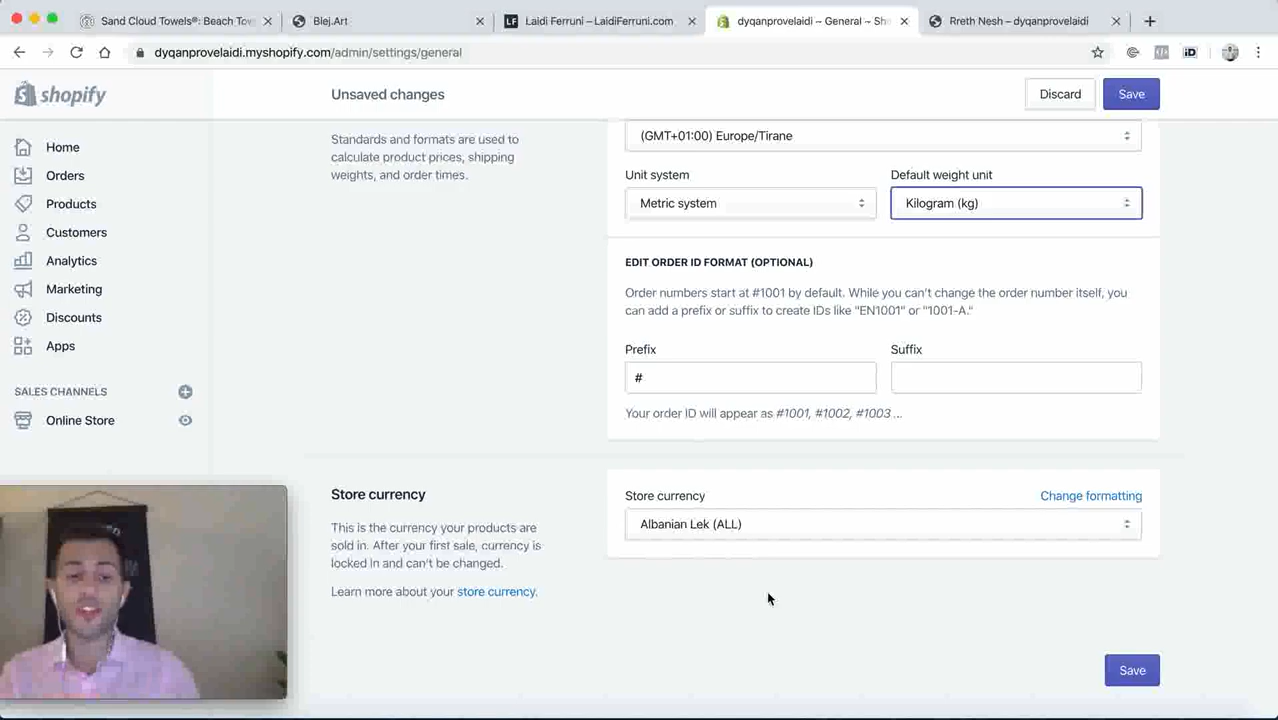 Sand Cloud Towels®: Beach Tow
Blej.Art
LF Laidi Ferruni – LaidiFerruni.com
dyqanprovelaidi ~ General ~ Sh
Rreth Nesh – dyqanprovelaidi
dyqanprovelaidi.myshopify.com/admin/settings/general
iD
shopify
Unsaved changes
Discard
Save
Home
Orders
Products
Customers
Analytics
Marketing
Discounts
Apps
SALES CHANNELS
Online Store
Standards and formats are used to
calculate product prices, shipping
weights, and order times.
(GMT+01:00) Europe/Tirane
Unit system
Default weight unit
Metric system
Kilogram (kg)
EDIT ORDER ID FORMAT (OPTIONAL)
Order numbers start at #1001 by default. While you can't change the order number itself, you
can add a prefix or suffix to create IDs like "EN1001" or "1001-A."
Prefix
Suffix
#
Your order ID will appear as #1001, #1002, #1003 ...
Store currency
This is the currency your products are
sold in. After your first sale, currency is
locked in and can't be changed.
Learn more about your store currency.
Store currency
Change formatting
Albanian Lek (ALL)
Save